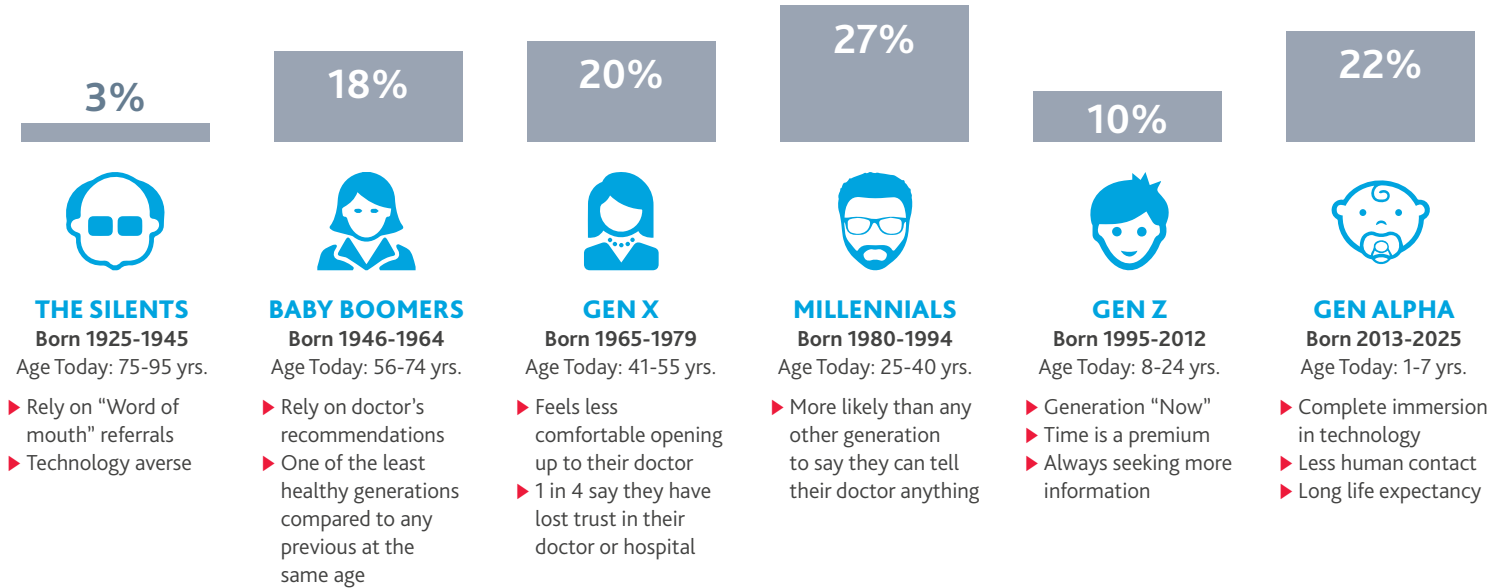 3%
18%
20%
27%
10%
22%
THE SILENTS
Born 1925-1945
Age Today: 75-95 yrs.
▶ Rely on “Word of
mouth” referrals
▶ Technology averse
BABY BOOMERS
Born 1946-1964
Age Today: 56-74 yrs.
▶ Rely on doctor’s
recommendations
▶ One of the least
healthy generations
compared to any
previous at the
same age
GEN X
Born 1965-1979
Age Today: 41-55 yrs.
▶ Feels less
comfortable opening
up to their doctor
▶ 1 in 4 say they have
lost trust in their
doctor or hospital
MILLENNIALS
Born 1980-1994
Age Today: 25-40 yrs.
▶ More likely than any
other generation
to say they can tell
their doctor anything
GEN Z
Born 1995-2012
Age Today: 8-24 yrs.
▶ Generation “Now”
▶ Time is a premium
▶ Always seeking more
information
GEN ALPHA
Born 2013-2025
Age Today: 1-7 yrs.
▶ Complete immersion
in technology
▶ Less human contact
▶ Long life expectancy